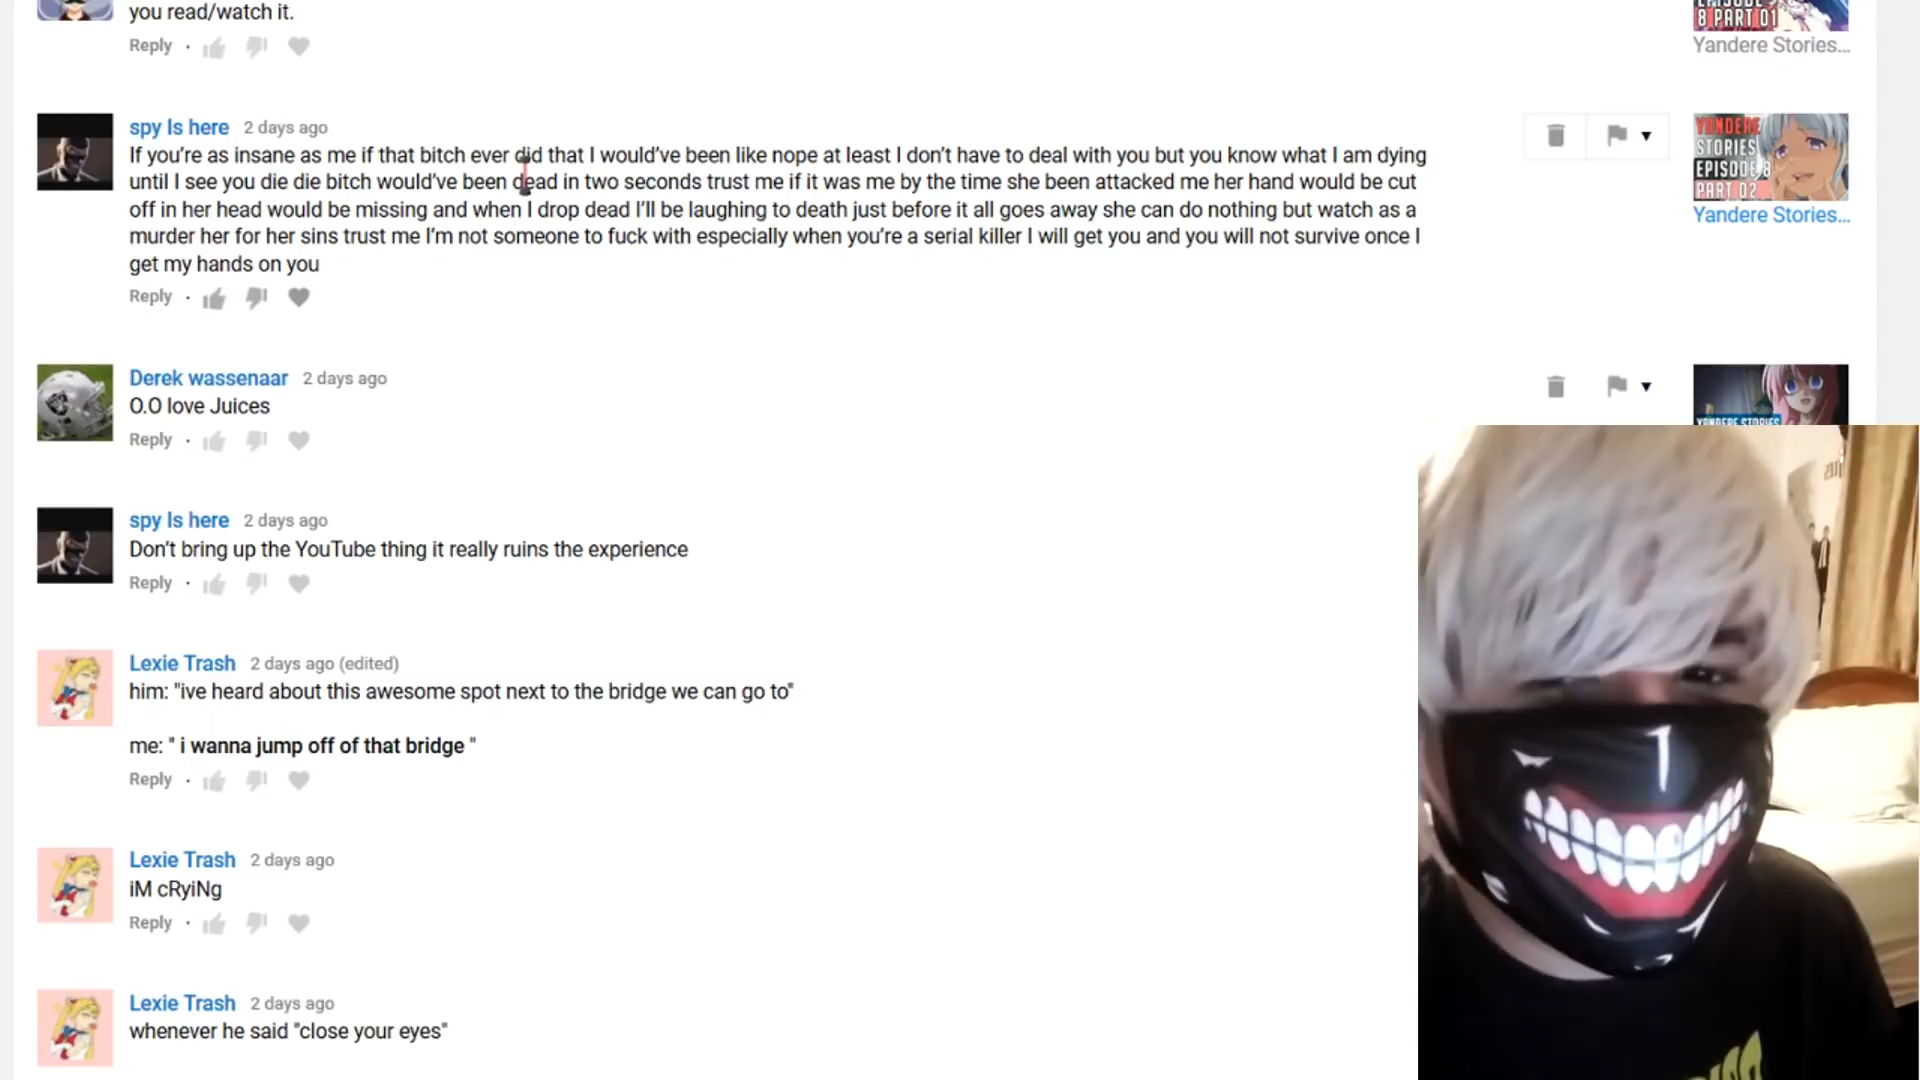 you read/watch it.
Reply
8 PART 01
Yandere Stories...
spy Is here 2 days ago
If you're as insane as me if that bitch ever did that I would've been like nope at least I don't have to deal with you but you know what I am dying
until I see you die die bitch would've been dead in two seconds trust me if it was me by the time she been attacked me her hand would be cut
off in her head would be missing and when I drop dead I'll be laughing to death just before it all goes away she can do nothing but watch as a
murder her for her sins trust me I'm not someone to fuck with especially when you're a serial killer I will get you and you will not survive once I
get my hands on you
Reply
YANDERE
STORIES
EPISODE 8
PART 02
Yandere Stories...
Derek wassenaar 2 days ago
O.O love Juices
Reply
YANDERE STORIES
spy Is here 2 days ago
Don't bring up the YouTube thing it really ruins the experience
Reply
Lexie Trash 2 days ago (edited)
him: "ive heard about this awesome spot next to the bridge we can go to"
me: " i wanna jump off of that bridge "
Reply
Lexie Trash 2 days ago
iM cRyiNg
Reply
Lexie Trash 2 days ago
whenever he said "close your eyes"